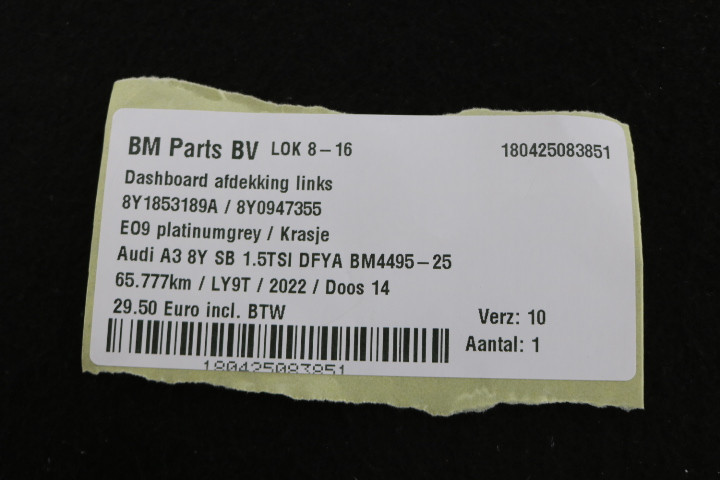 BM Parts BV LOK 8-16 180425083851
Dashboard afdekking links
8Y1853189A / 8Y0947355
E09 platinumgrey / Krasje
Audi A3 8Y SB 1.5TSI DFYA BM4495-25
65.777km / LY9T / 2022 / Doos 14
29.50 Euro incl. BTW Verz: 10
Aantal: 1
180425083851